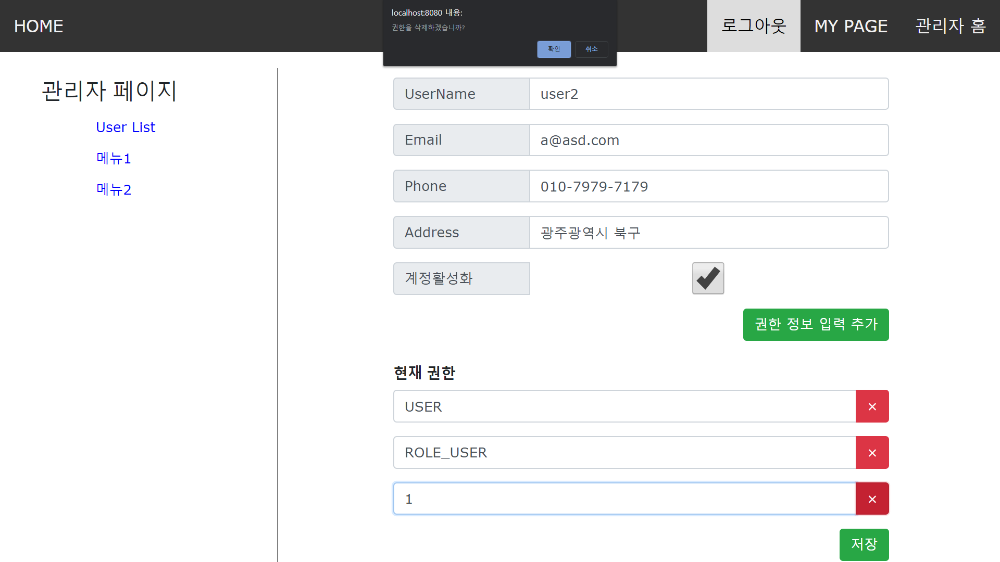 HOME
localhost:8080 내용:
권한을 삭제하겠습니까?
확인
취소
로그아웃
MY PAGE
관리자 홈
관리자 페이지
User List
메뉴1
메뉴2
UserName
user2
Email
a@asd.com
Phone
010-7979-7179
Address
광주광역시 북구
계정활성화
권한 정보 입력 추가
현재 권한
USER
×
ROLE_USER
×
1
×
저장